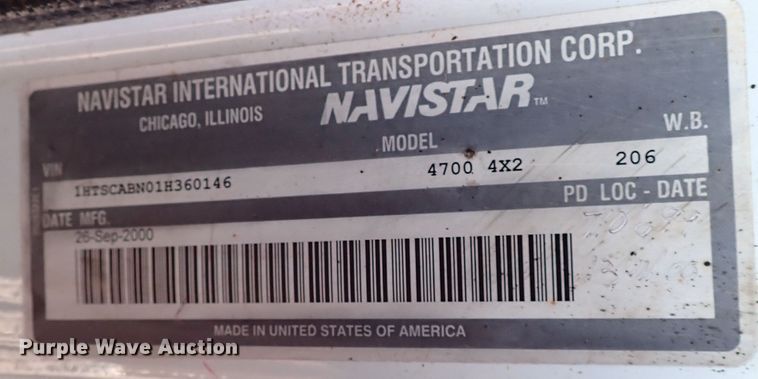 NAVISTAR INTERNATIONAL TRANSPORTATION CORP.
CHICAGO, ILLINOIS
NAVISTAR™
VIN
MODEL
W.B.
1HTSCABN01H360146
4700 4X2
206
DATE MFG.
PD LOC - DATE
26-Sep-2000
MADE IN UNITED STATES OF AMERICA
Purple Wave Auction